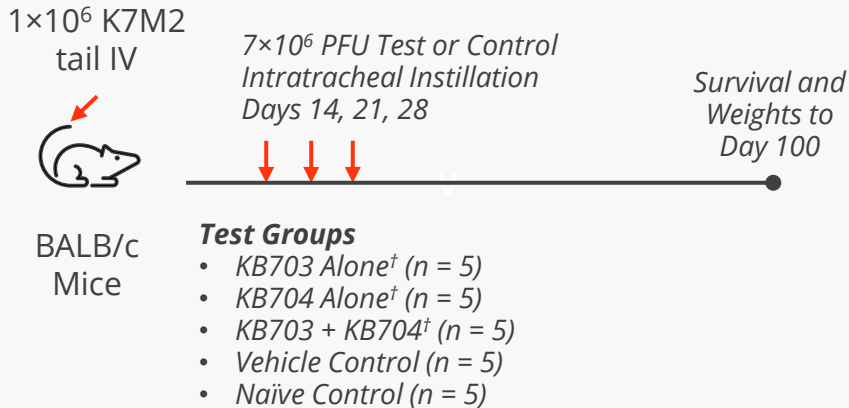 1×10⁶ K7M2
tail IV
7×10⁶ PFU Test or Control
Intratracheal Instillation
Days 14, 21, 28
Survival and
Weights to
Day 100
BALB/c
Mice
Test Groups
• KB703 Alone† (n = 5)
• KB704 Alone† (n = 5)
• KB703 + KB704† (n = 5)
• Vehicle Control (n = 5)
• Naïve Control (n = 5)